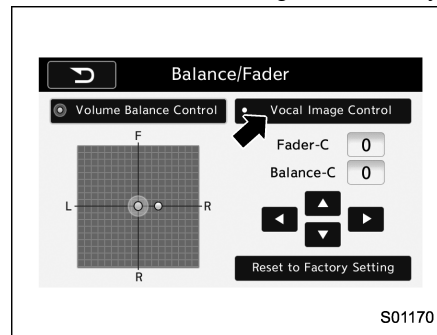 Balance/Fader
Volume Balance Control
Vocal Image Control
F
L
R
R
Fader-C 0
Balance-C 0
Reset to Factory Setting
S01170